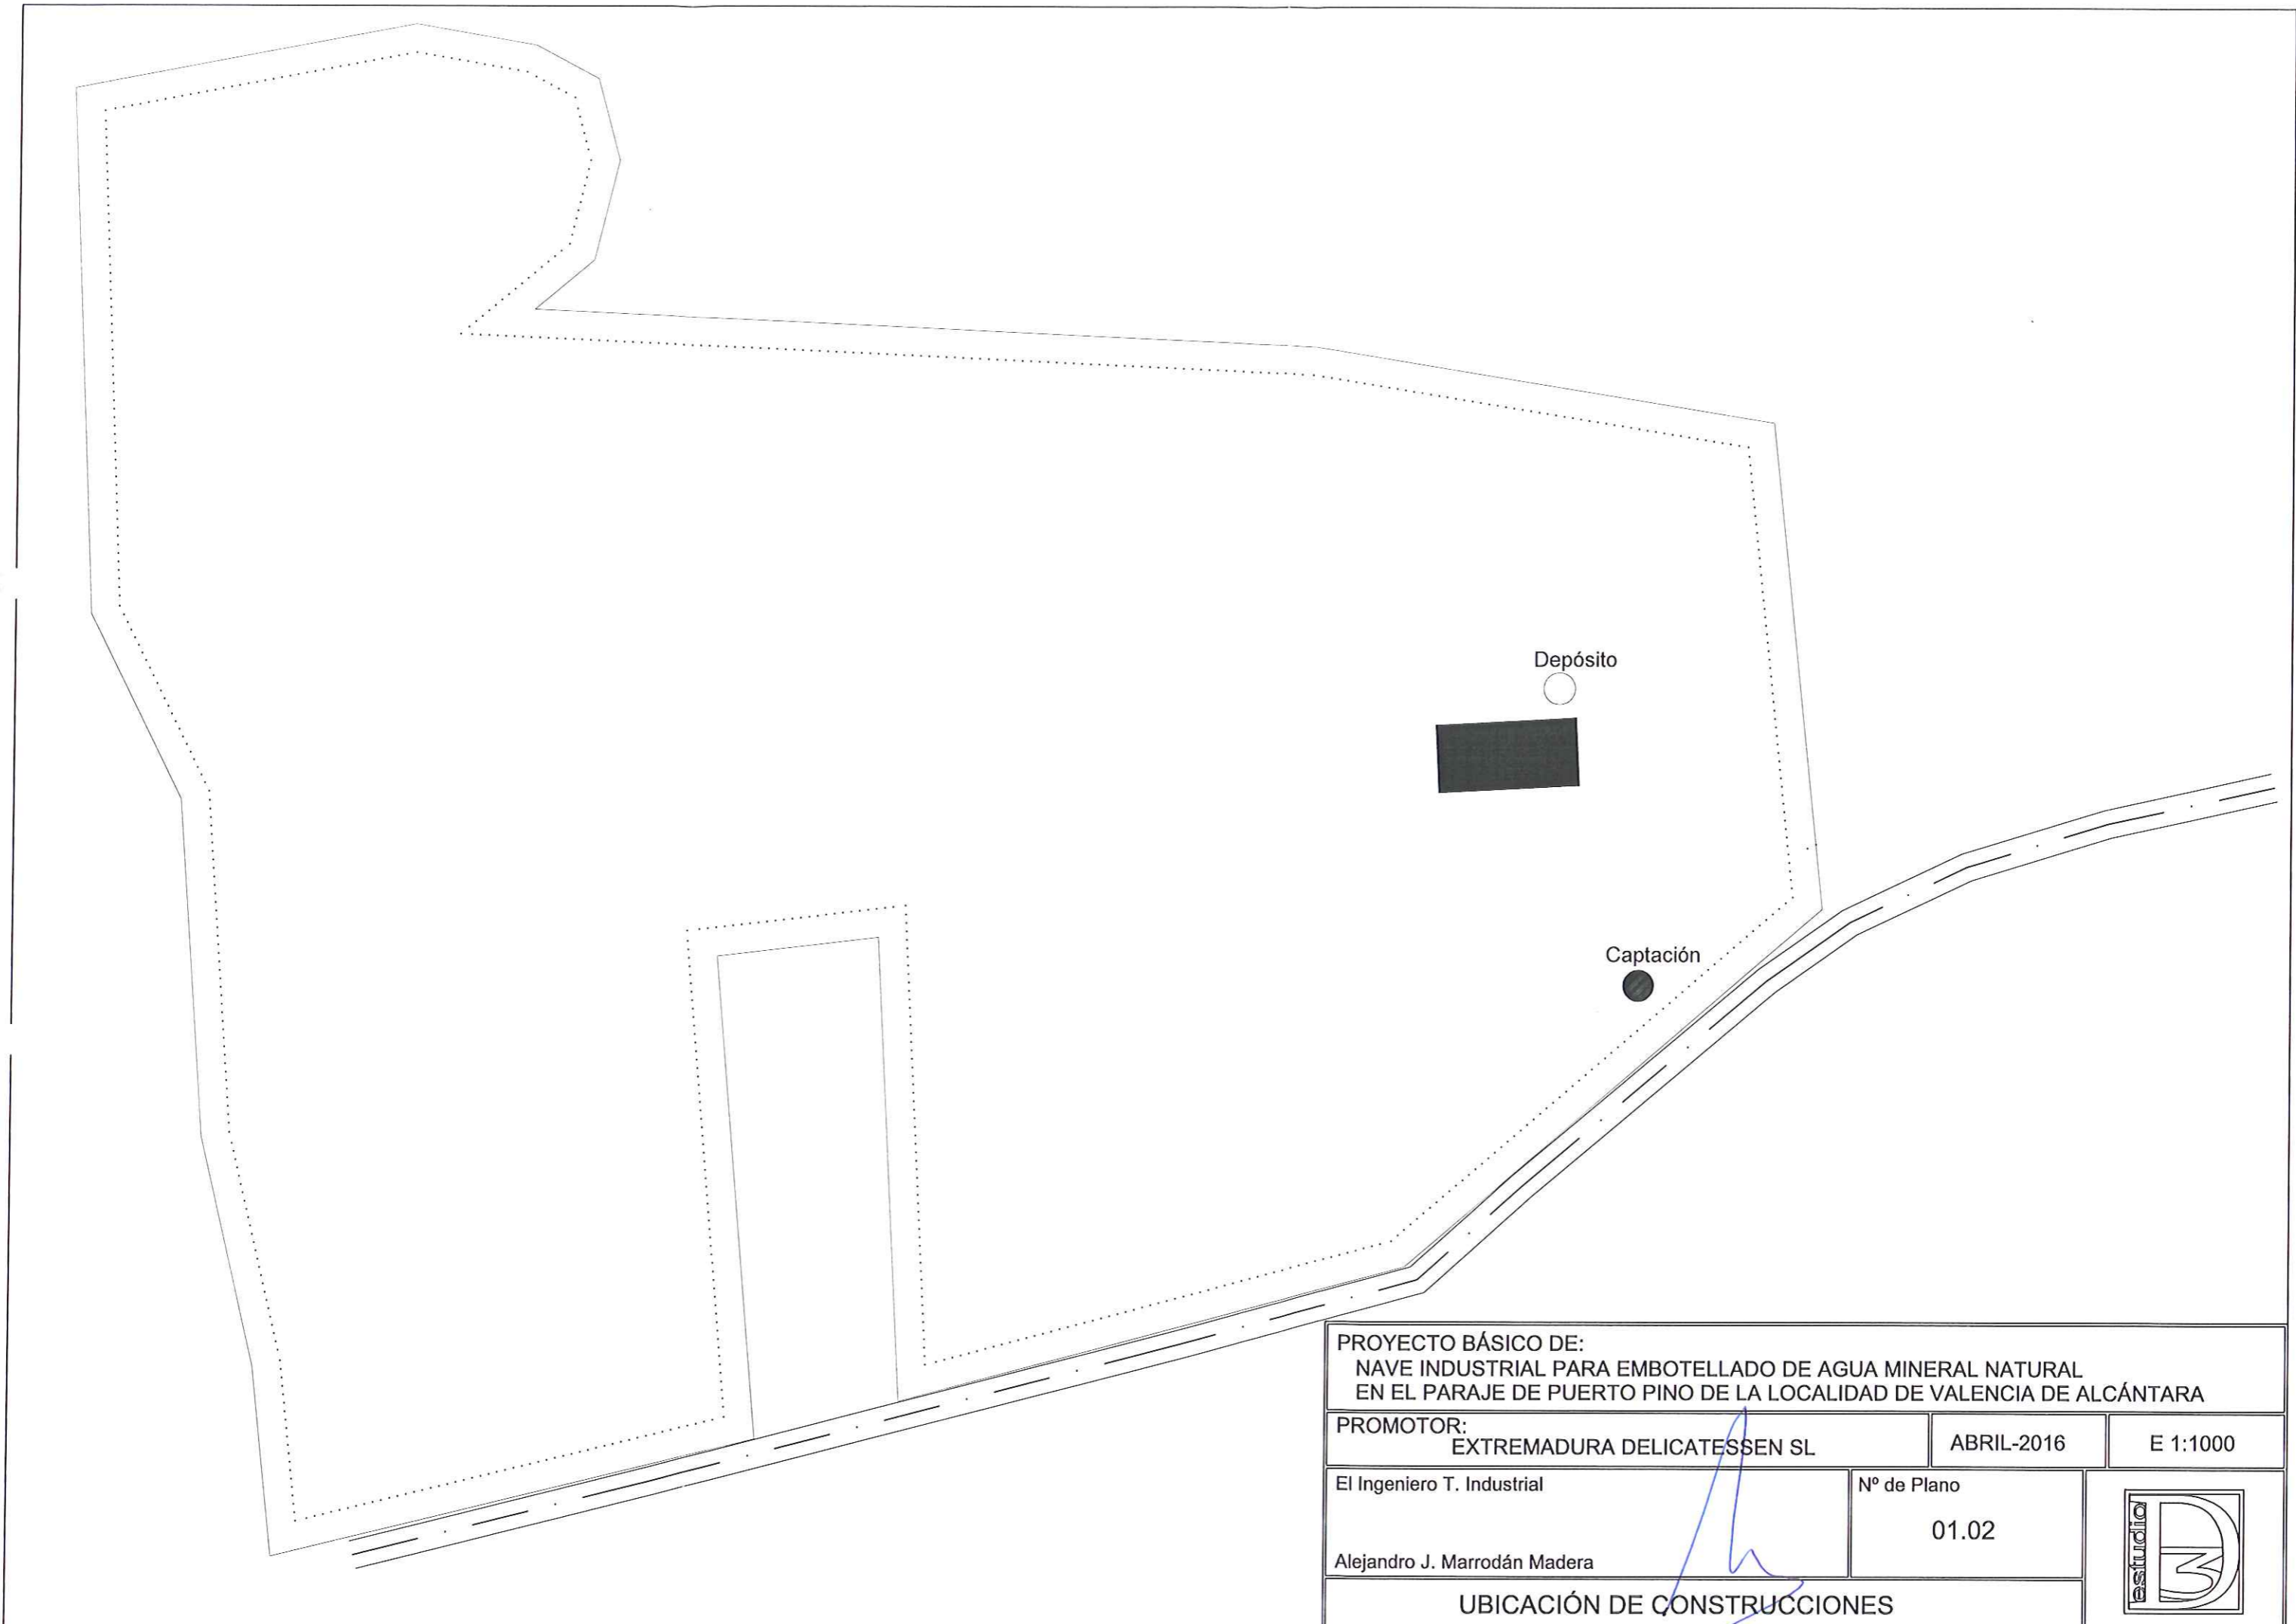 Depósito
Captación
PROYECTO BÁSICO DE:
NAVE INDUSTRIAL PARA EMBOTELLADO DE AGUA MINERAL NATURAL
EN EL PARAJE DE PUERTO PINO DE LA LOCALIDAD DE VALENCIA DE ALCÁNTARA
PROMOTOR:
EXTREMADURA DELICATESSEN SL
ABRIL-2016
E 1:1000
El Ingeniero T. Industrial
Nº de Plano
01.02
Alejandro J. Marrodán Madera
estudio
D3
UBICACIÓN DE CONSTRUCCIONES